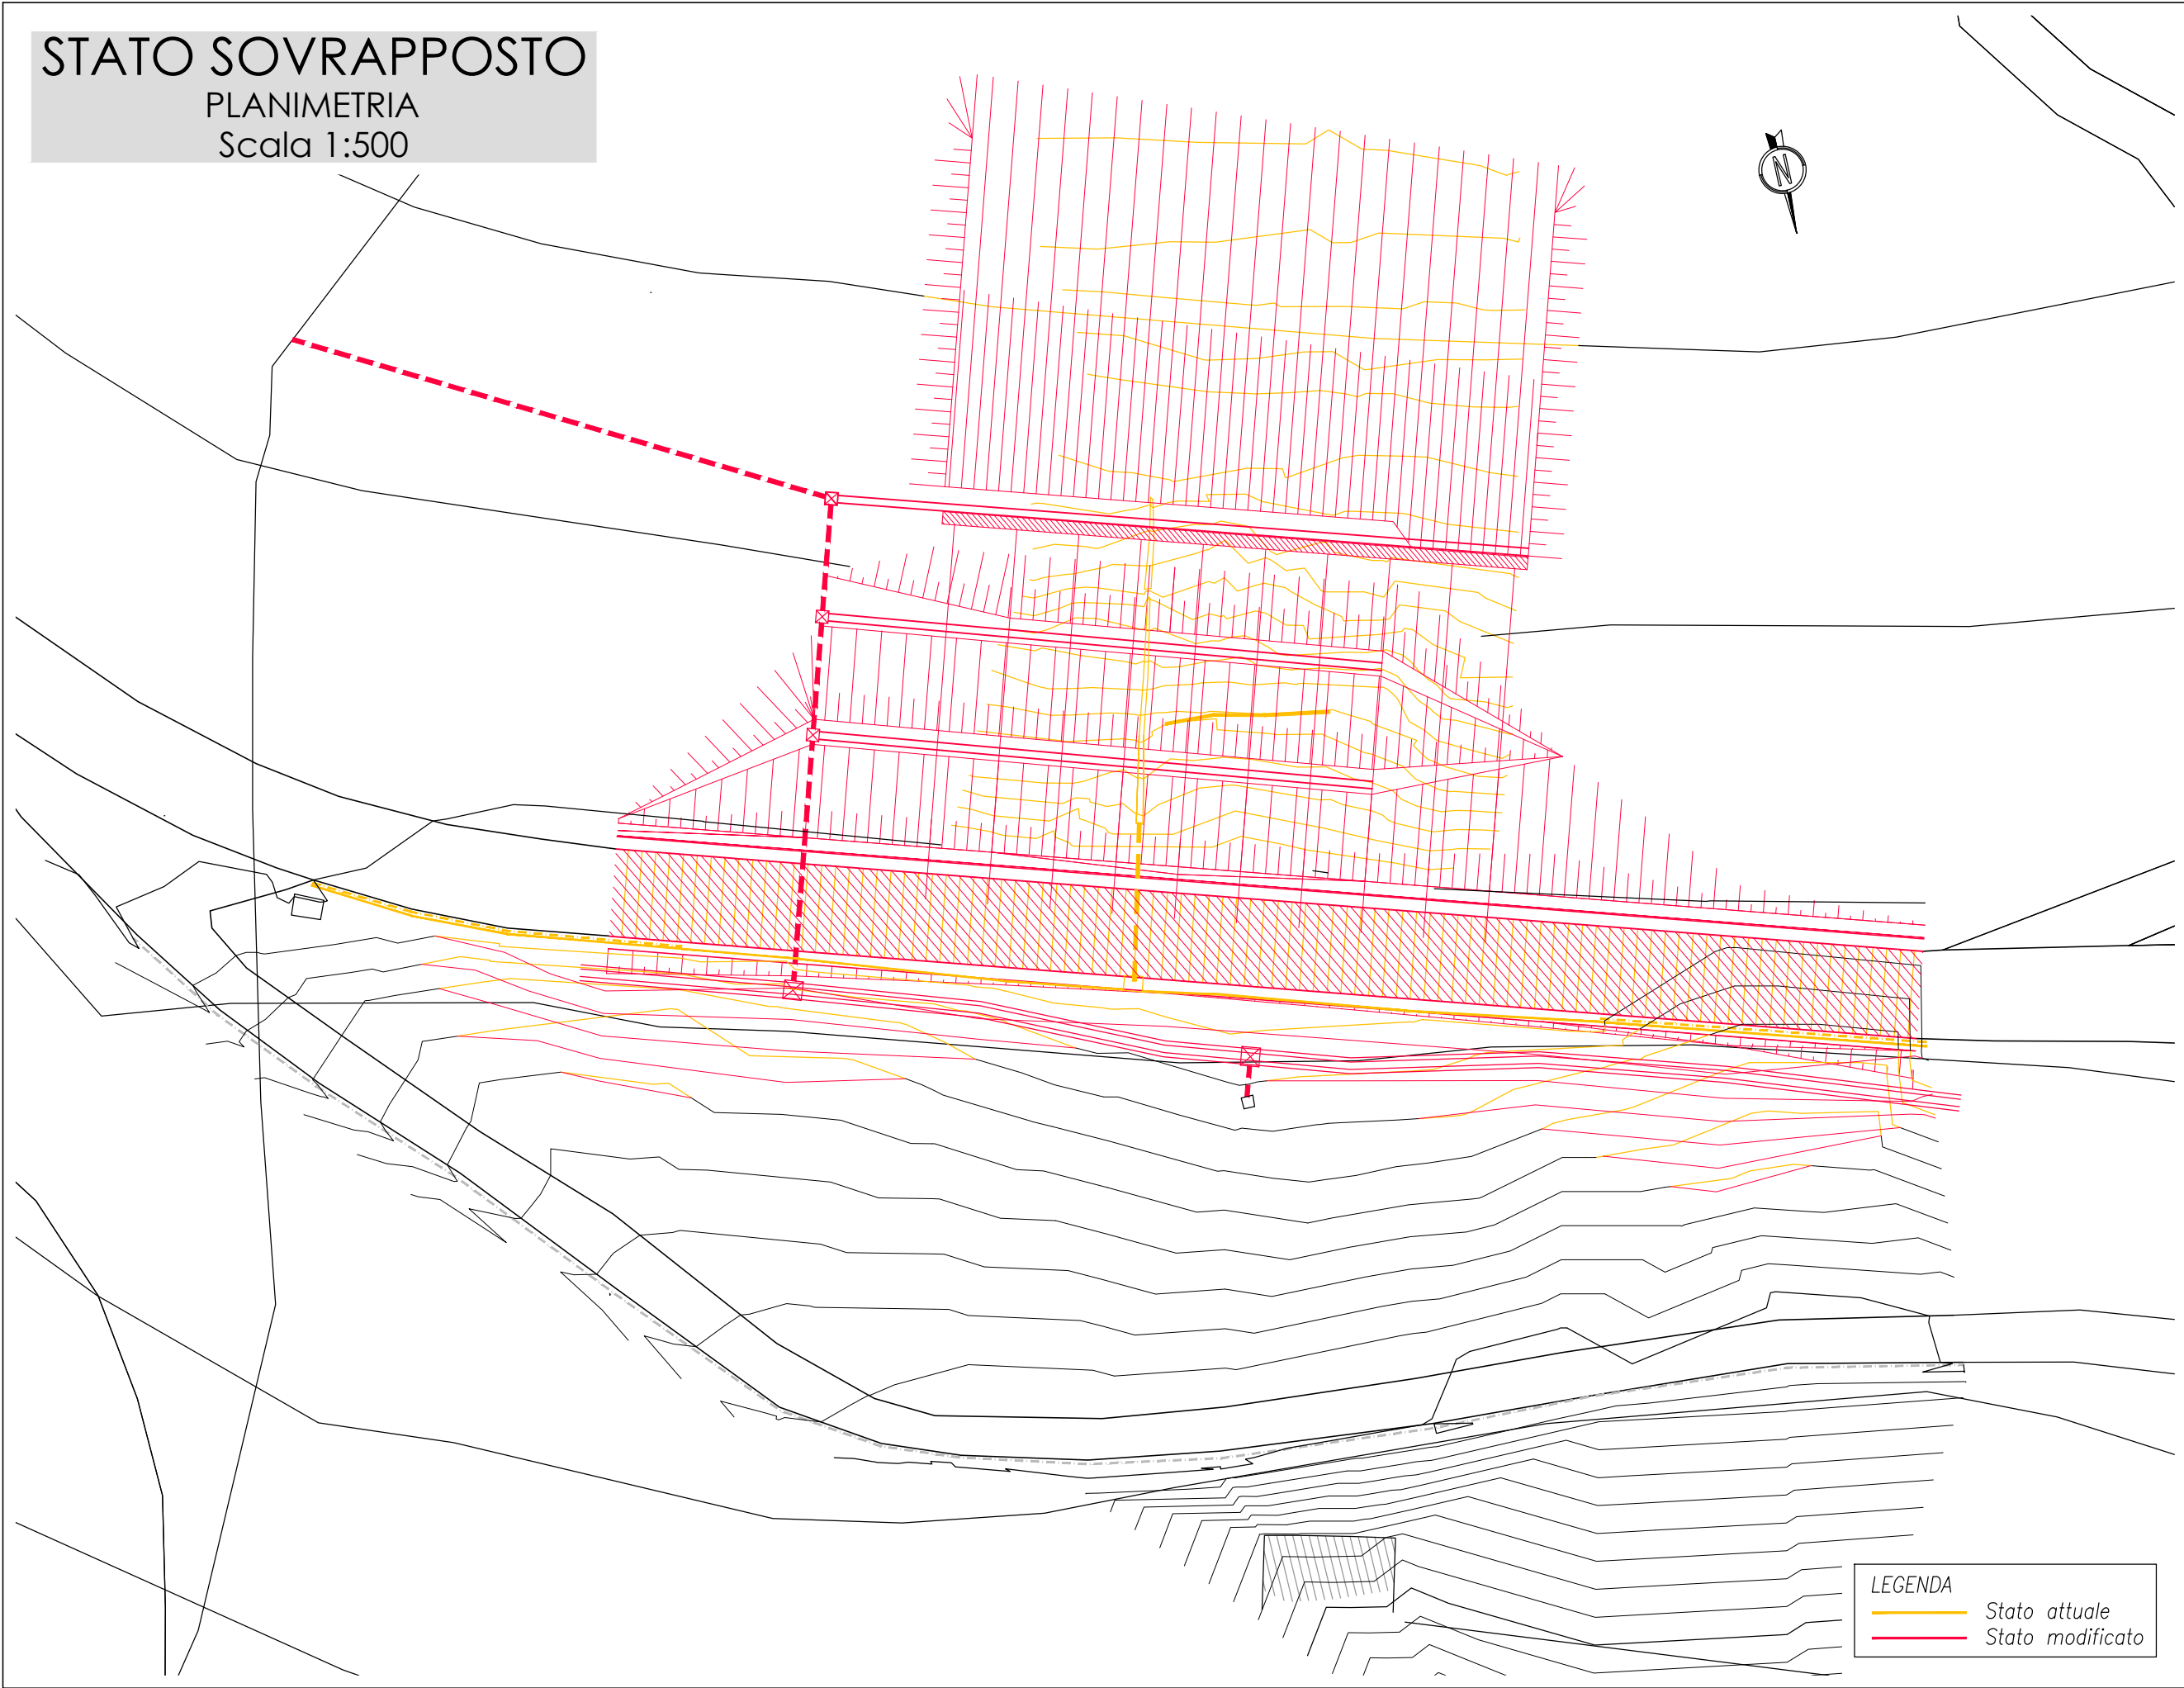 STATO SOVRAPPOSTO
PLANIMETRIA
Scala 1:500
N
LEGENDA
Stato attuale
Stato modificato